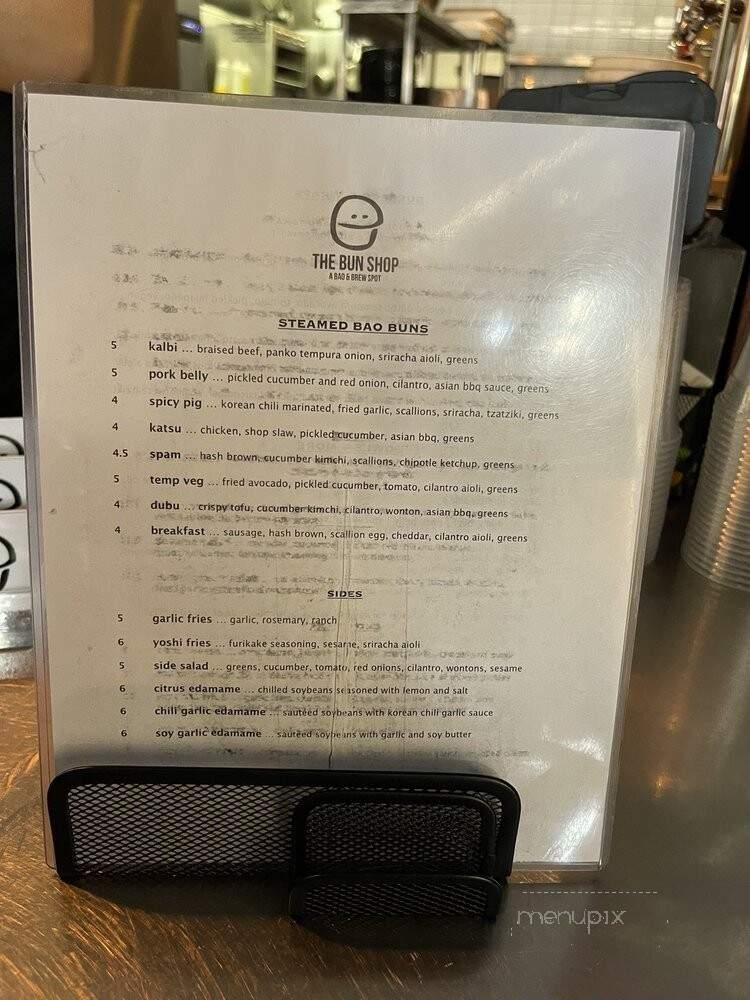 THE BUN SHOP
A BAO & BREW SPOT
STEAMED BAO BUNS
5 kalbi ... braised beef, panko tempura onion, sriracha aioli, greens
5 pork belly ... pickled cucumber and red onion, cilantro, asian bbq sauce, greens
4 spicy pig ... korean chili marinated, fried garlic, scallions, sriracha, tzatziki, greens
4 katsu ... chicken, shop slaw, pickled cucumber, asian bbq, greens
4.5 spam ... hash brown, cucumber kimchi, scallions, chipotle ketchup, greens
5 temp veg ... fried avocado, pickled cucumber, tomato, cilantro aioli, greens
4 dubu ... crispy tofu, cucumber kimchi, cilantro, wonton, asian bbq, greens
4 breakfast ... sausage, hash brown, scallion egg, cheddar, cilantro aioli, greens
SIDES
5 garlic fries ... garlic, rosemary, ranch
6 yoshi fries ... furikake seasoning, sesame, sriracha aioli
5 side salad ... greens, cucumber, tomato, red onions, cilantro, wontons, sesame
6 citrus edamame ... chilled soybeans seasoned with lemon and salt
6 chili garlic edamame ... sautéed soybeans with korean chili garlic sauce
6 soy garlic edamame ... sautéed soybeans with garlic and soy butter
menupix